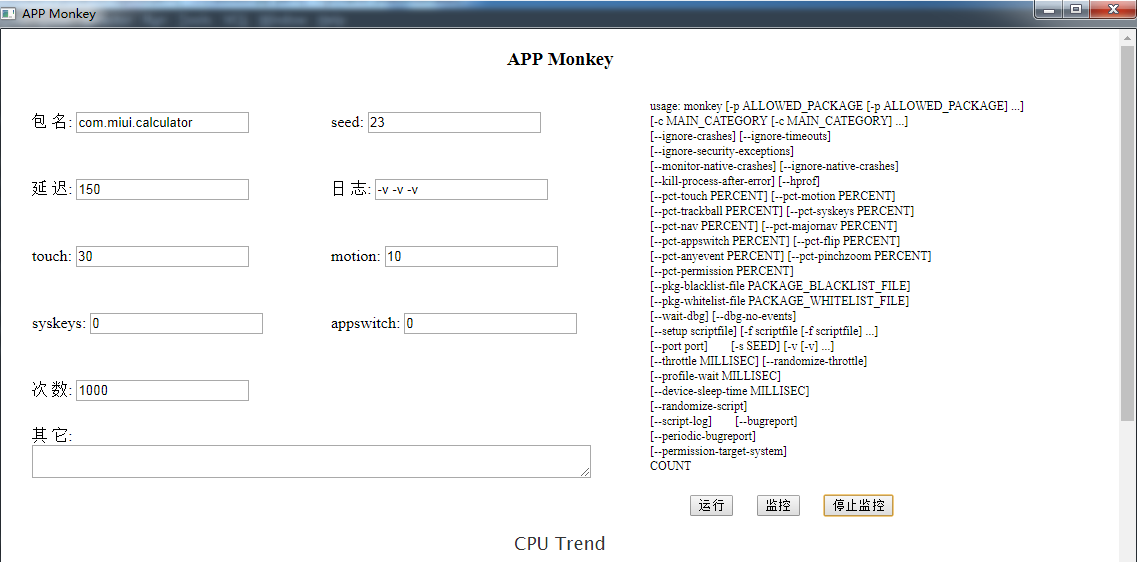 APP Monkey
APP Monkey
包 名: com.miui.calculator
seed: 23
延 迟: 150
日 志: -v -v -v
touch: 30
motion: 10
syskeys: 0
appswitch: 0
次 数: 1000
其 它:
usage: monkey [-p ALLOWED_PACKAGE [-p ALLOWED_PACKAGE] ...]
[-c MAIN_CATEGORY [-c MAIN_CATEGORY] ...]
[--ignore-crashes] [--ignore-timeouts]
[--ignore-security-exceptions]
[--monitor-native-crashes] [--ignore-native-crashes]
[--kill-process-after-error] [--hprof]
[--pct-touch PERCENT] [--pct-motion PERCENT]
[--pct-trackball PERCENT] [--pct-syskeys PERCENT]
[--pct-nav PERCENT] [--pct-majornav PERCENT]
[--pct-appswitch PERCENT] [--pct-flip PERCENT]
[--pct-anyevent PERCENT] [--pct-pinchzoom PERCENT]
[--pct-permission PERCENT]
[--pkg-blacklist-file PACKAGE_BLACKLIST_FILE]
[--pkg-whitelist-file PACKAGE_WHITELIST_FILE]
[--wait-dbg] [--dbg-no-events]
[--setup scriptfile] [-f scriptfile [-f scriptfile] ...]
[--port port] [-s SEED] [-v [-v] ...]
[--throttle MILLISEC] [--randomize-throttle]
[--profile-wait MILLISEC]
[--device-sleep-time MILLISEC]
[--randomize-script]
[--script-log] [--bugreport]
[--periodic-bugreport]
[--permission-target-system]
COUNT
运行 监控 停止监控
CPU Trend